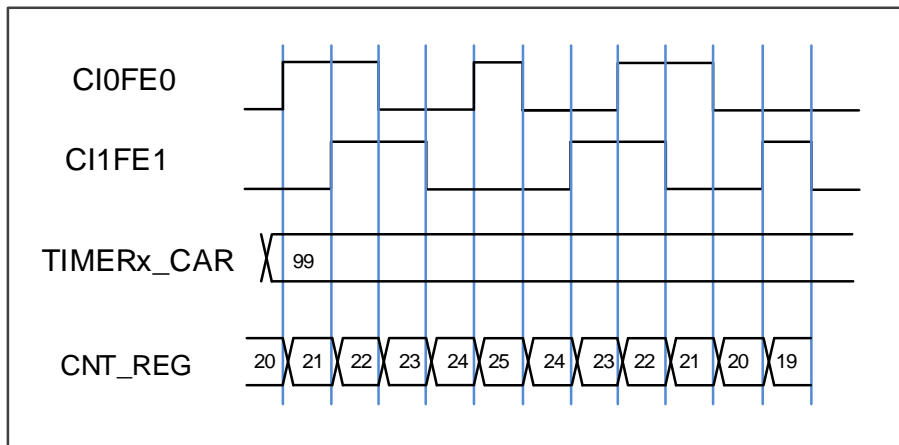 CI0FE0
CI1FE1
TIMERx_CAR 99
CNT_REG 20 21 22 23 24 25 24 23 22 21 20 19